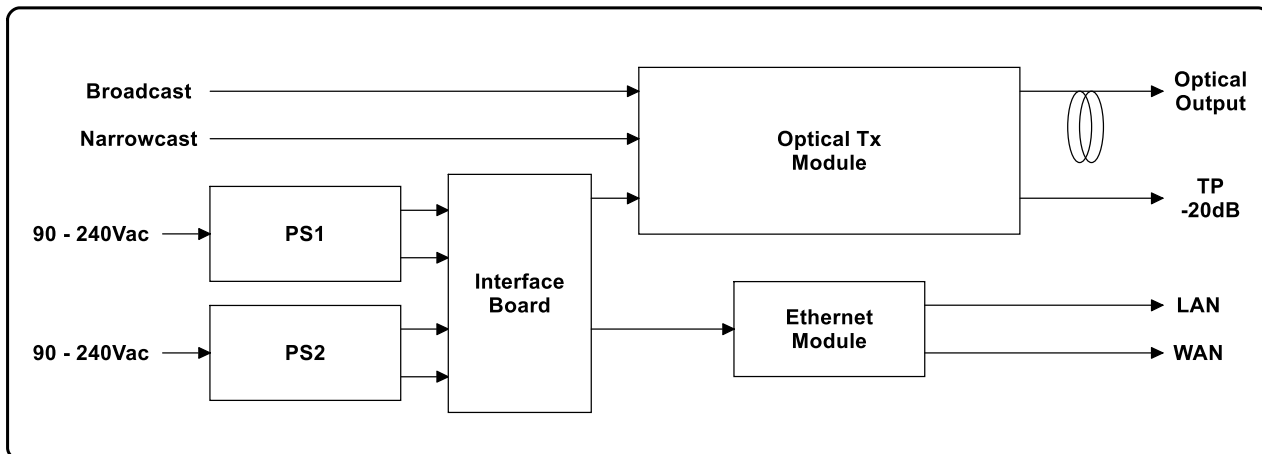 Broadcast
Narrowcast
90 - 240Vac
PS1
90 - 240Vac
PS2
Interface
Board
Optical Tx
Module
Ethernet
Module
Optical
Output
TP
-20dB
LAN
WAN